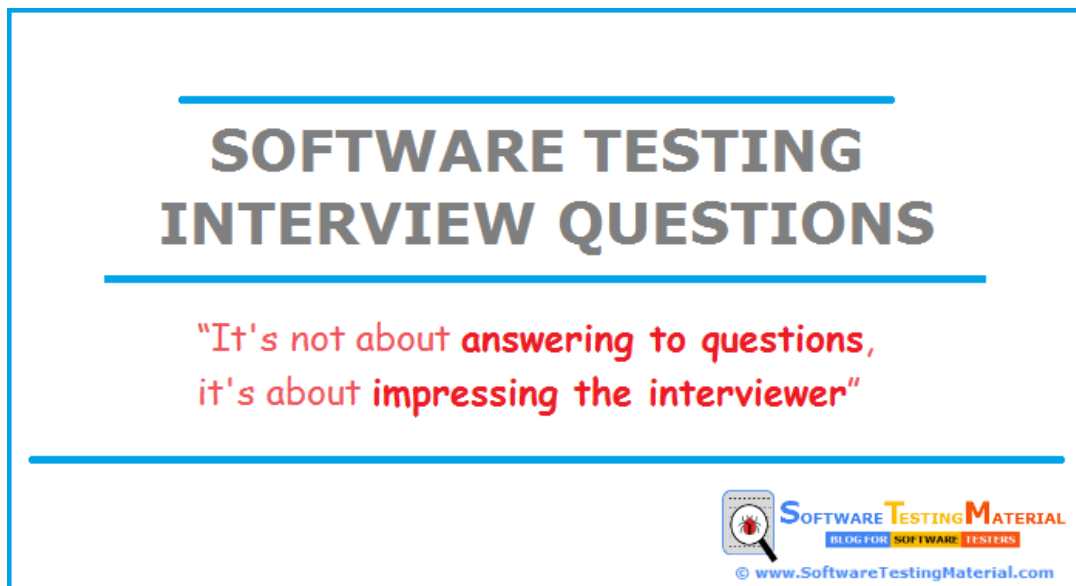 SOFTWARE TESTING
INTERVIEW QUESTIONS
“It's not about answering to questions,
it's about impressing the interviewer”
SOFTWARE TESTING MATERIAL
BLOG FOR SOFTWARE TESTERS
© www.SoftwareTestingMaterial.com